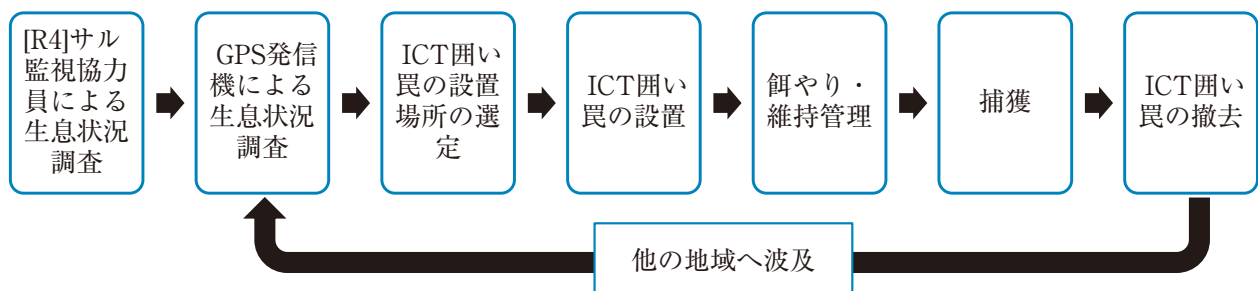 [R4]サル
監視協力
員による
生息状況
調査
GPS発信
機による
生息状況
調査
ICT囲い
罠の設置
場所の選
定
ICT囲い
罠の設置
餌やり・
維持管理
捕獲
ICT囲い
罠の撤去
他の地域へ波及